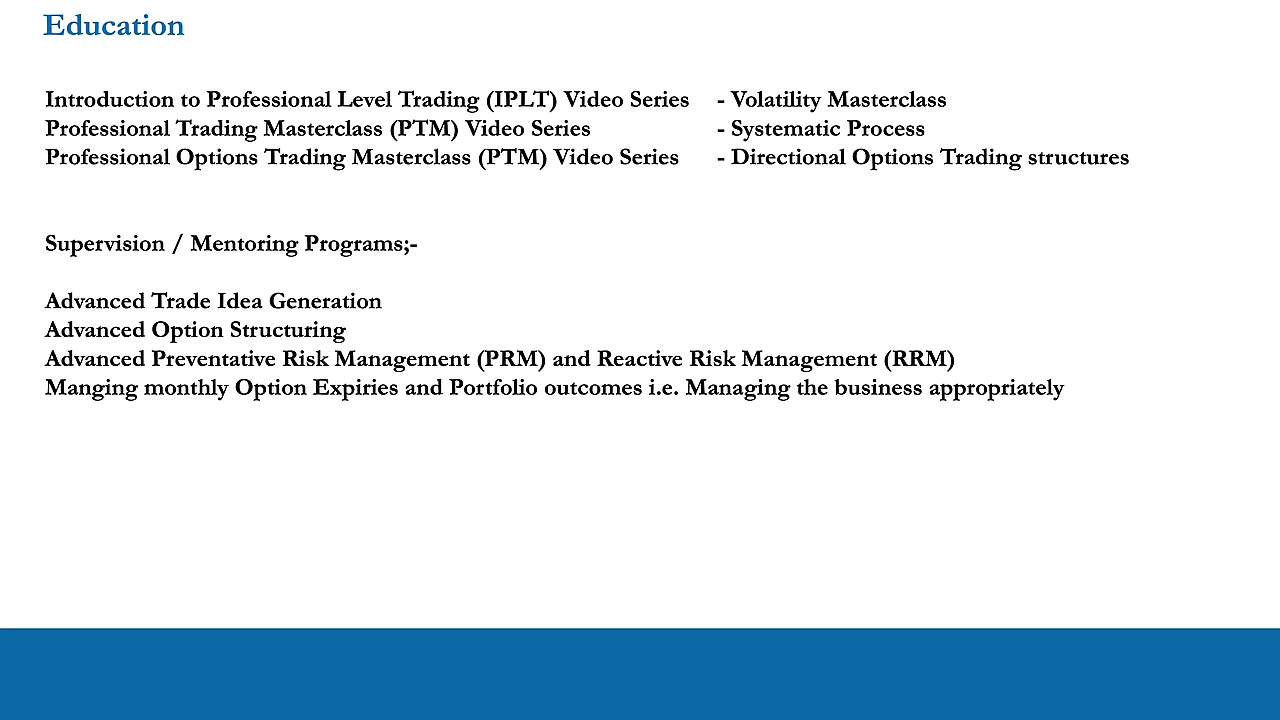 Education
Introduction to Professional Level Trading (IPLT) Video Series - Volatility Masterclass
Professional Trading Masterclass (PTM) Video Series - Systematic Process
Professional Options Trading Masterclass (PTM) Video Series - Directional Options Trading structures
Supervision / Mentoring Programs;-
Advanced Trade Idea Generation
Advanced Option Structuring
Advanced Preventative Risk Management (PRM) and Reactive Risk Management (RRM)
Manging monthly Option Expiries and Portfolio outcomes i.e. Managing the business appropriately